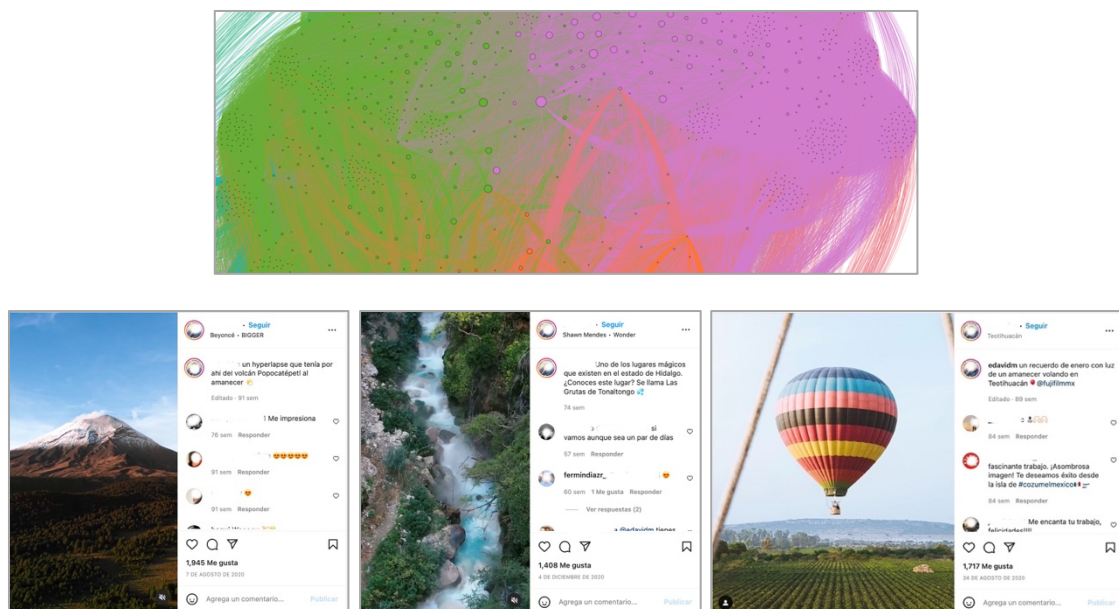 • Seguir
Beyoncé • BIGGER
un hyperlapse que tenía por
ahí del volcán Popocatépetl al
amanecer
Editado · 91 sem
! Me impresiona
76 sem Responder
91 sem Responder
91 sem Responder
1,945 Me gusta
7 DE AGOSTO DE 2020
Agrega un comentario... Publicar
• Seguir
Shawn Mendes • Wonder
Uno de los lugares mágicos
que existen en el estado de Hidalgo.
¿Conoces este lugar? Se llama Las
Grutas de Tonaltongo
74 sem
si
vamos aunque sea un par de días
57 sem Responder
fermindiazr_
60 sem 1 Me gusta Responder
Ver respuestas (2)
a @edavidm tienes
1,408 Me gusta
4 DE DICIEMBRE DE 2020
Agrega un comentario... Publicar
• Seguir
Teotihuacán
edavidm un recuerdo de enero con luz
de un amanecer volando en
Teotihuacán @fujifilmmx
Editado · 89 sem
84 sem Responder
fascinante trabajo. ¡Asombrosa
imagen! Te deseamos éxito desde
la isla de #cozumelmexico
84 sem Responder
Me encanta tu trabajo,
felicidades!!!!
1,717 Me gusta
24 DE AGOSTO DE 2020
Agrega un comentario... Publicar